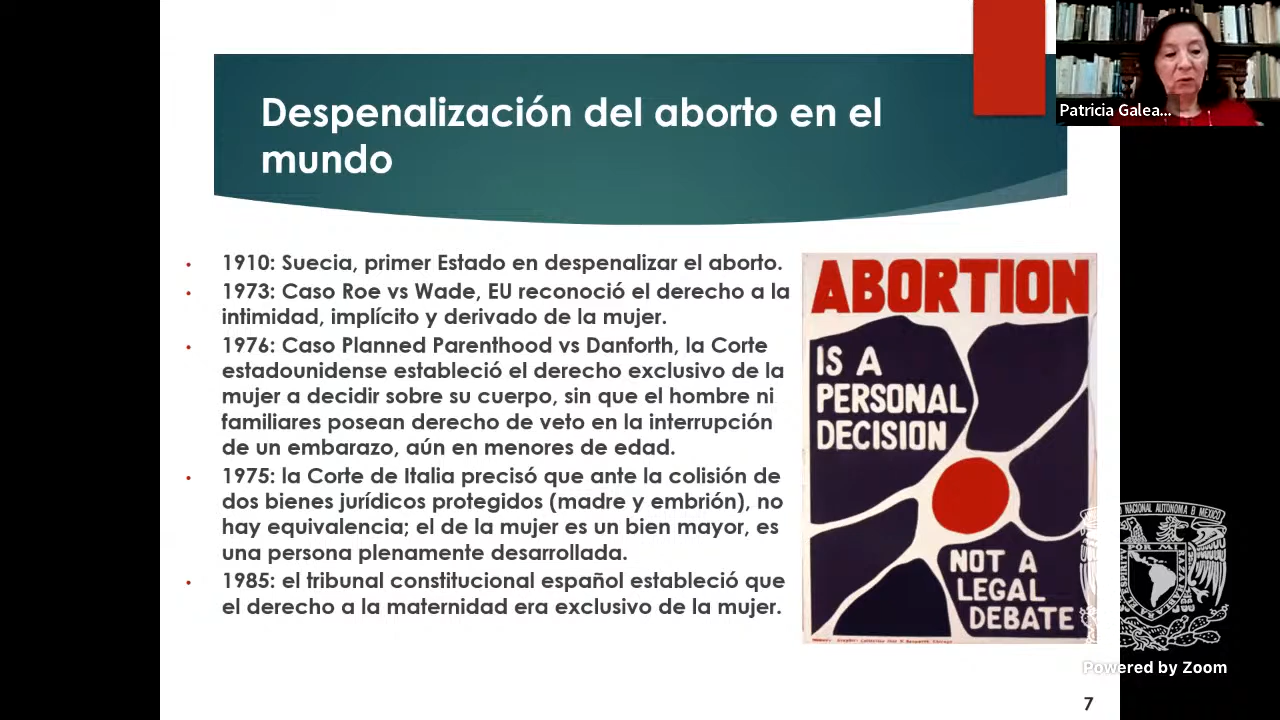 Despenalización del aborto en el
mundo
Patricia Galea...
• 1910: Suecia, primer Estado en despenalizar el aborto.
• 1973: Caso Roe vs Wade, EU reconoció el derecho a la
intimidad, implícito y derivado de la mujer.
• 1976: Caso Planned Parenthood vs Danforth, la Corte
estadounidense estableció el derecho exclusivo de la
mujer a decidir sobre su cuerpo, sin que el hombre ni
familiares posean derecho de veto en la interrupción
de un embarazo, aún en menores de edad.
• 1975: la Corte de Italia precisó que ante la colisión de
dos bienes jurídicos protegidos (madre y embrión), no
hay equivalencia; el de la mujer es un bien mayor, es
una persona plenamente desarrollada.
• 1985: el tribunal constitucional español estableció que
el derecho a la maternidad era exclusivo de la mujer.
ABORTION
IS A
PERSONAL
DECISION
NOT A
LEGAL
DEBATE
Powered by Zoom
7